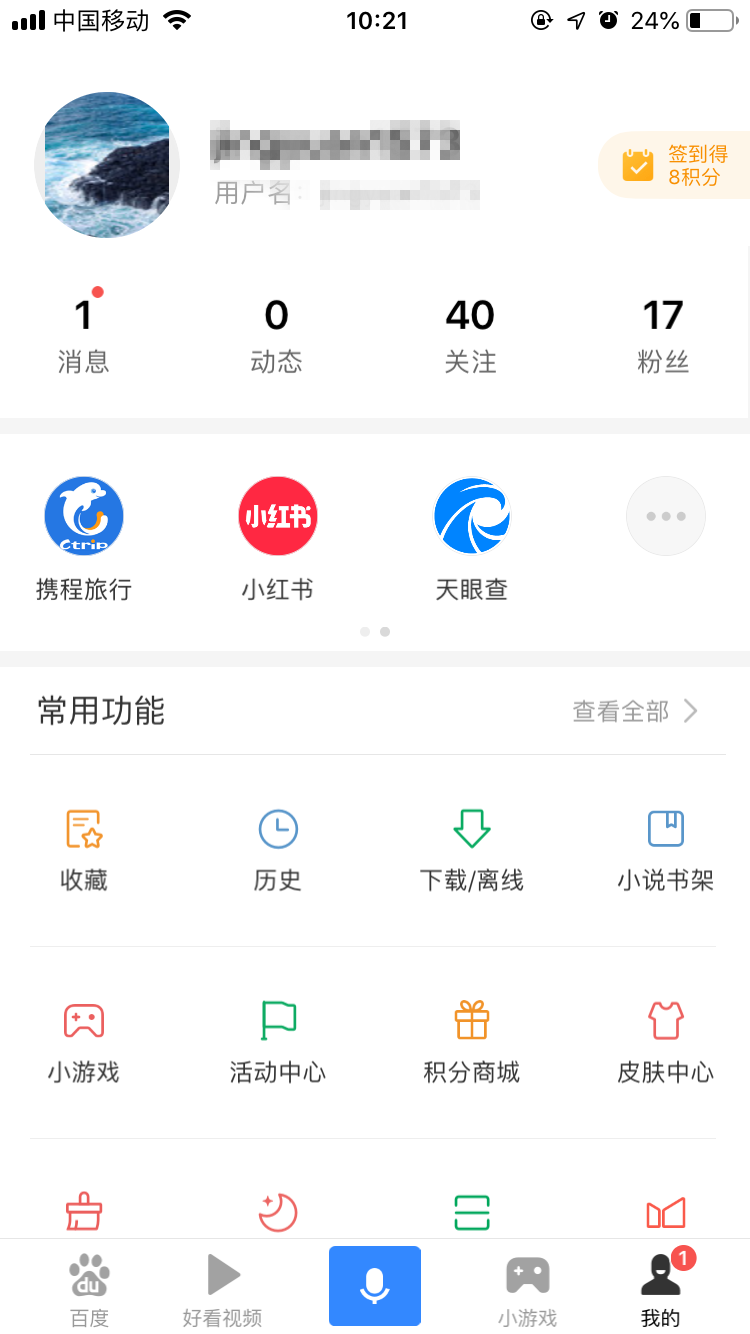 中国移动
10:21
24%
用户名:
签到得
8积分
1
0
40
17
消息
动态
关注
粉丝
Ctrip
小红书
携程旅行
小红书
天眼查
常用功能
查看全部
收藏
历史
下载/离线
小说书架
小游戏
活动中心
积分商城
皮肤中心
du
1
百度
好看视频
小游戏
我的